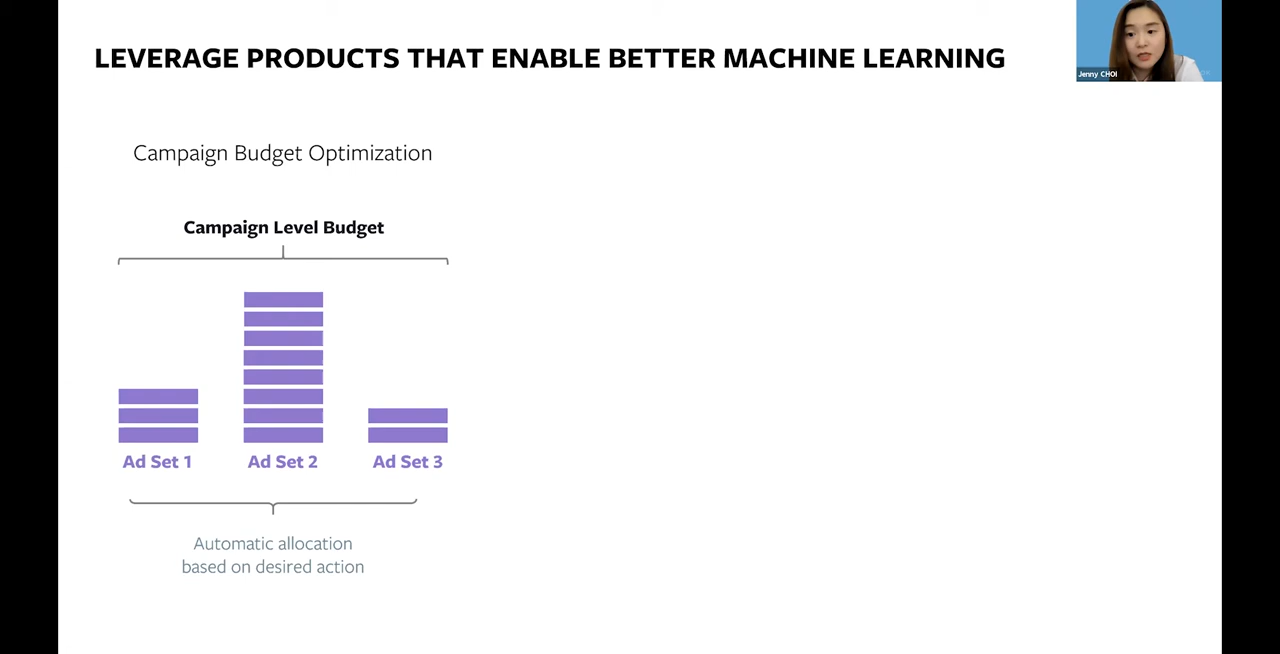 LEVERAGE PRODUCTS THAT ENABLE BETTER MACHINE LEARNING
Jenny CHOI
Campaign Budget Optimization
Campaign Level Budget
Ad Set 1
Ad Set 2
Ad Set 3
Automatic allocation
based on desired action